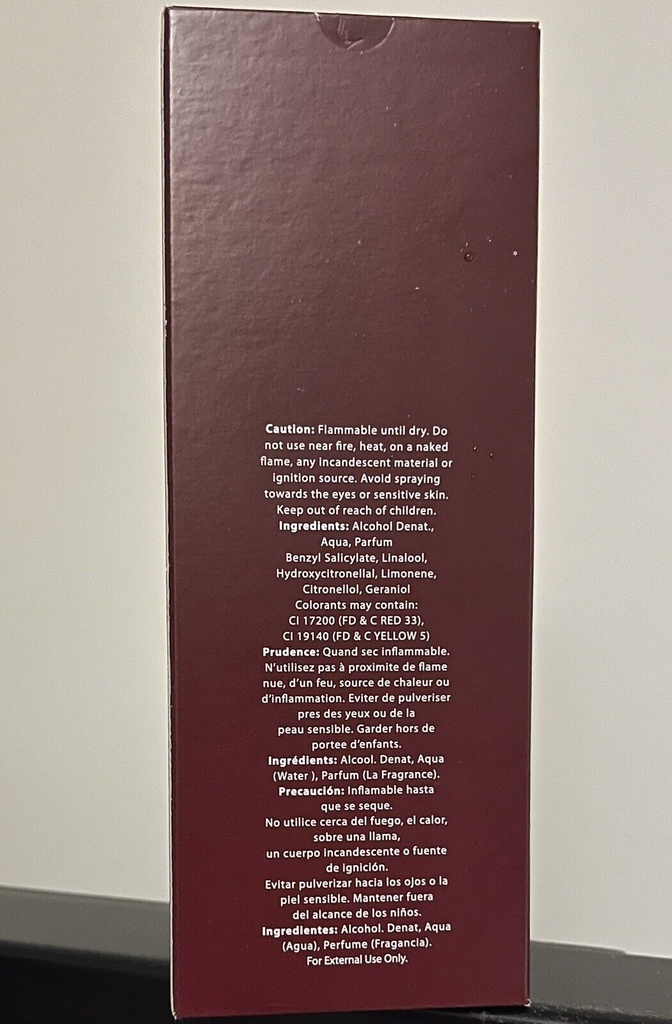 Caution: Flammable until dry. Do
not use near fire, heat, on a naked
flame, any incandescent material or
ignition source. Avoid spraying
towards the eyes or sensitive skin.
Keep out of reach of children.
Ingredients: Alcohol Denat.,
Aqua, Parfum
Benzyl Salicylate, Linalool,
Hydroxycitronellal, Limonene,
Citronellol, Geraniol
Colorants may contain:
CI 17200 (FD & C RED 33),
CI 19140 (FD & C YELLOW 5)
Prudence: Quand sec inflammable.
N'utilisez pas à proximite de flame
nue, d'un feu, source de chaleur ou
d'inflammation. Eviter de pulveriser
pres des yeux ou de la
peau sensible. Garder hors de
portee d'enfants.
Ingrédients: Alcool. Denat, Aqua
(Water ), Parfum (La Fragrance).
Precaución: Inflamable hasta
que se seque.
No utilice cerca del fuego, el calor,
sobre una llama,
un cuerpo incandescente o fuente
de ignición.
Evitar pulverizar hacia los ojos o la
piel sensible. Mantener fuera
del alcance de los niños.
Ingredientes: Alcohol. Denat, Aqua
(Agua), Perfume (Fragancia).
For External Use Only.